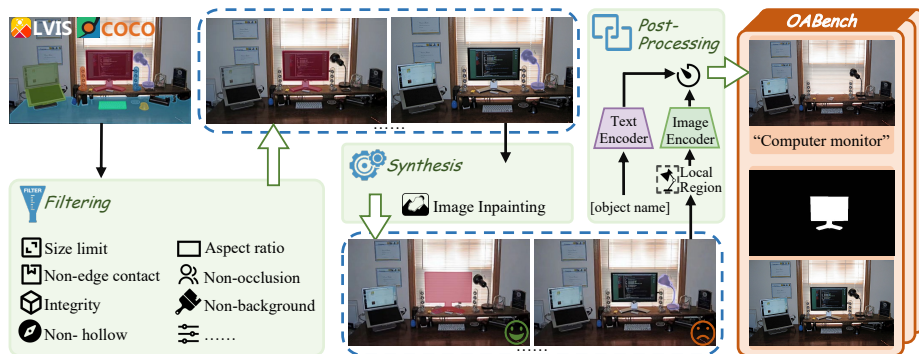 LVIS COCO
Filtering
Size limit
Aspect ratio
Non-edge contact
Non-occlusion
Integrity
Non-background
Non- hollow
......
......
Synthesis
Image Inpainting
......
Post-
Processing
Text
Encoder
Image
Encoder
Local
Region
[object name]
OABench
“Computer monitor”